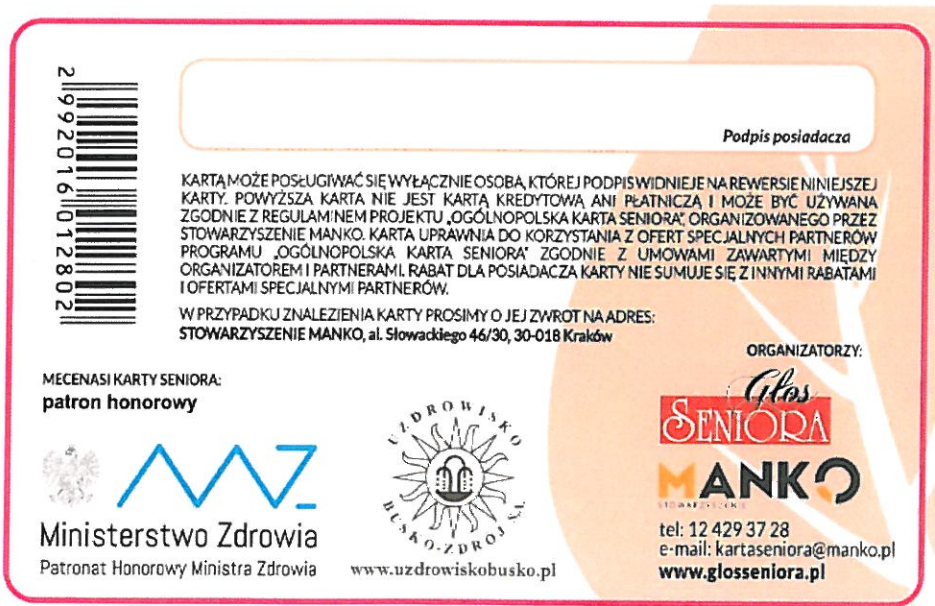 2 992016 012802
Podpis posiadacza
KARTĄ MOŻE POSŁUGIWAĆ SIĘ WYŁĄCZNIE OSOBA, KTÓREJ PODPIS WIDNIEJE NA REWERSIE NINIEJSZEJ
KARTY. POWYŻSZA KARTA NIE JEST KARTĄ KREDYTOWĄ ANI PŁATNICZĄ I MOŻE BYĆ UŻYWANA
ZGODNIE Z REGULAMINEM PROJEKTU „OGÓLNOPOLSKA KARTA SENIORA", ORGANIZOWANEGO PRZEZ
STOWARZYSZENIE MANKO. KARTA UPRAWNIA DO KORZYSTANIA Z OFERT SPECJALNYCH PARTNERÓW
PROGRAMU „OGÓLNOPOLSKA KARTA SENIORA" ZGODNIE Z UMOWAMI ZAWARTYMI MIĘDZY
ORGANIZATOREM I PARTNERAMI. RABAT DLA POSIADACZA KARTY NIE SUMUJE SIĘ Z INNYMI RABATAMI
I OFERTAMI SPECJALNYMI PARTNERÓW.
W PRZYPADKU ZNALEZIENIA KARTY PROSIMY O JEJ ZWROT NA ADRES:
STOWARZYSZENIE MANKO, al. Słowackiego 46/30, 30-018 Kraków
ORGANIZATORZY:
MECENASI KARTY SENIORA:
patron honorowy
Głos
SENIORA
UZDROWISKO
BUSKO-ZDRÓJ S.A.
MZ
MANKO
STOWARZYSZENIE
Ministerstwo Zdrowia
Patronat Honorowy Ministra Zdrowia
www.uzdrowiskobusko.pl
tel: 12 429 37 28
e-mail: kartaseniora@manko.pl
www.glosseniora.pl